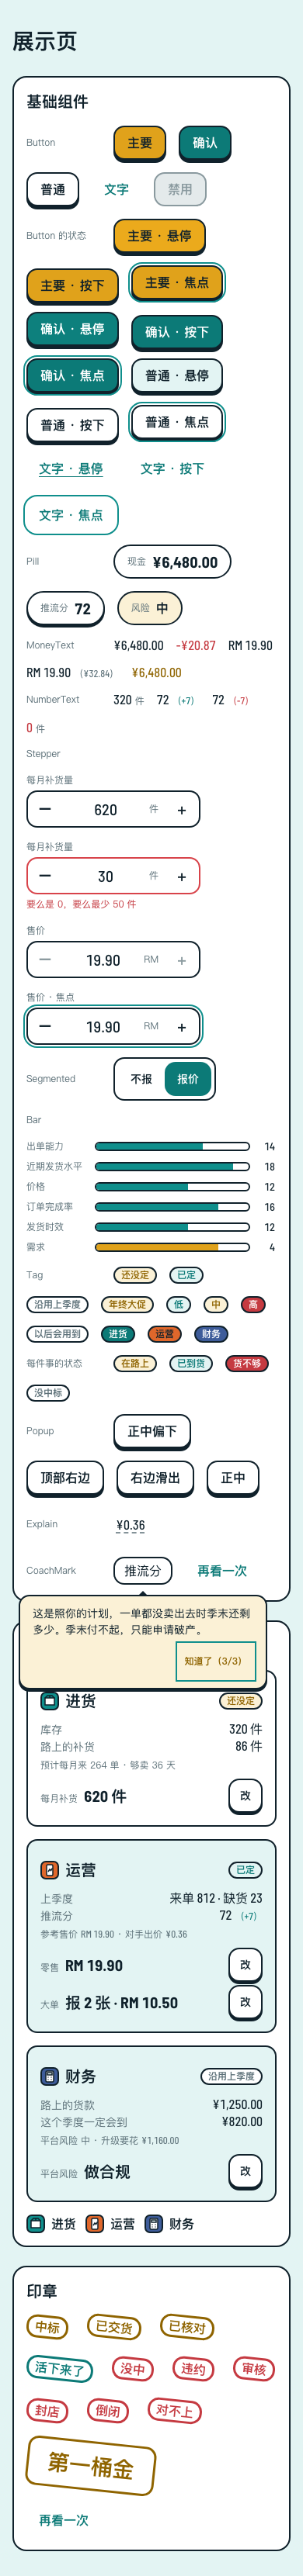 展示页
基础组件
Button 主要 确认
普通 文字 禁用
Button 的状态 主要 · 悬停
主要 · 按下 主要 · 焦点
确认 · 悬停 确认 · 按下
确认 · 焦点 普通 · 悬停
普通 · 按下 普通 · 焦点
文字 · 悬停 文字 · 按下
文字 · 焦点
Pill 现金 ¥6,480.00
推流分 72 风险 中
MoneyText ¥6,480.00 -¥20.87 RM 19.90
RM 19.90 (¥32.84) ¥6,480.00
NumberText 320 件 72 (+7) 72 (-7)
0 件
Stepper
每月补货量
− 620 件 +
每月补货量
− 30 件 +
要么是 0，要么最少 50 件
售价
− 19.90 RM +
售价 · 焦点
− 19.90 RM +
Segmented 不报 报价
Bar
出单能力 14
近期发货水平 18
价格 12
订单完成率 16
发货时效 12
需求 4
Tag 还没定 已定
沿用上季度 年终大促 低 中 高
以后会用到 进货 运营 财务
每件事的状态 在路上 已到货 货不够
没中标
Popup 正中偏下
顶部右边 右边滑出 正中
Explain ¥0.36
CoachMark 推流分 再看一次
这是照你的计划，一单都没卖出去时季末还剩
多少。季末付不起，只能申请破产。
知道了（3/3）
进货 还没定
库存 320 件
路上的补货 86 件
预计每月来 264 单 · 够卖 36 天
每月补货 620 件 改
运营 已定
上季度 来单 812 · 缺货 23
推流分 72 (+7)
参考售价 RM 19.90 · 对手出价 ¥0.36
零售 RM 19.90 改
大单 报 2 张 · RM 10.50 改
财务 沿用上季度
路上的货款 ¥1,250.00
这个季度一定会到 ¥820.00
平台风险 中 · 升级要花 ¥1,160.00
平台风险 做合规 改
进货 运营 财务
印章
中标 已交货 已核对
活下来了 没中 违约 审核
封店 倒闭 对不上
第一桶金
再看一次